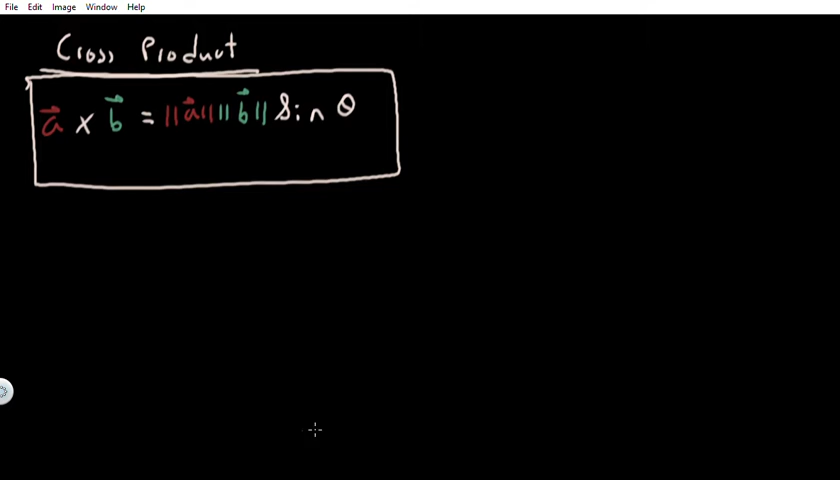 File Edit Image Window Help
Cross Product
a⃗ × b⃗ = ||a⃗|| ||b⃗|| Sin θ